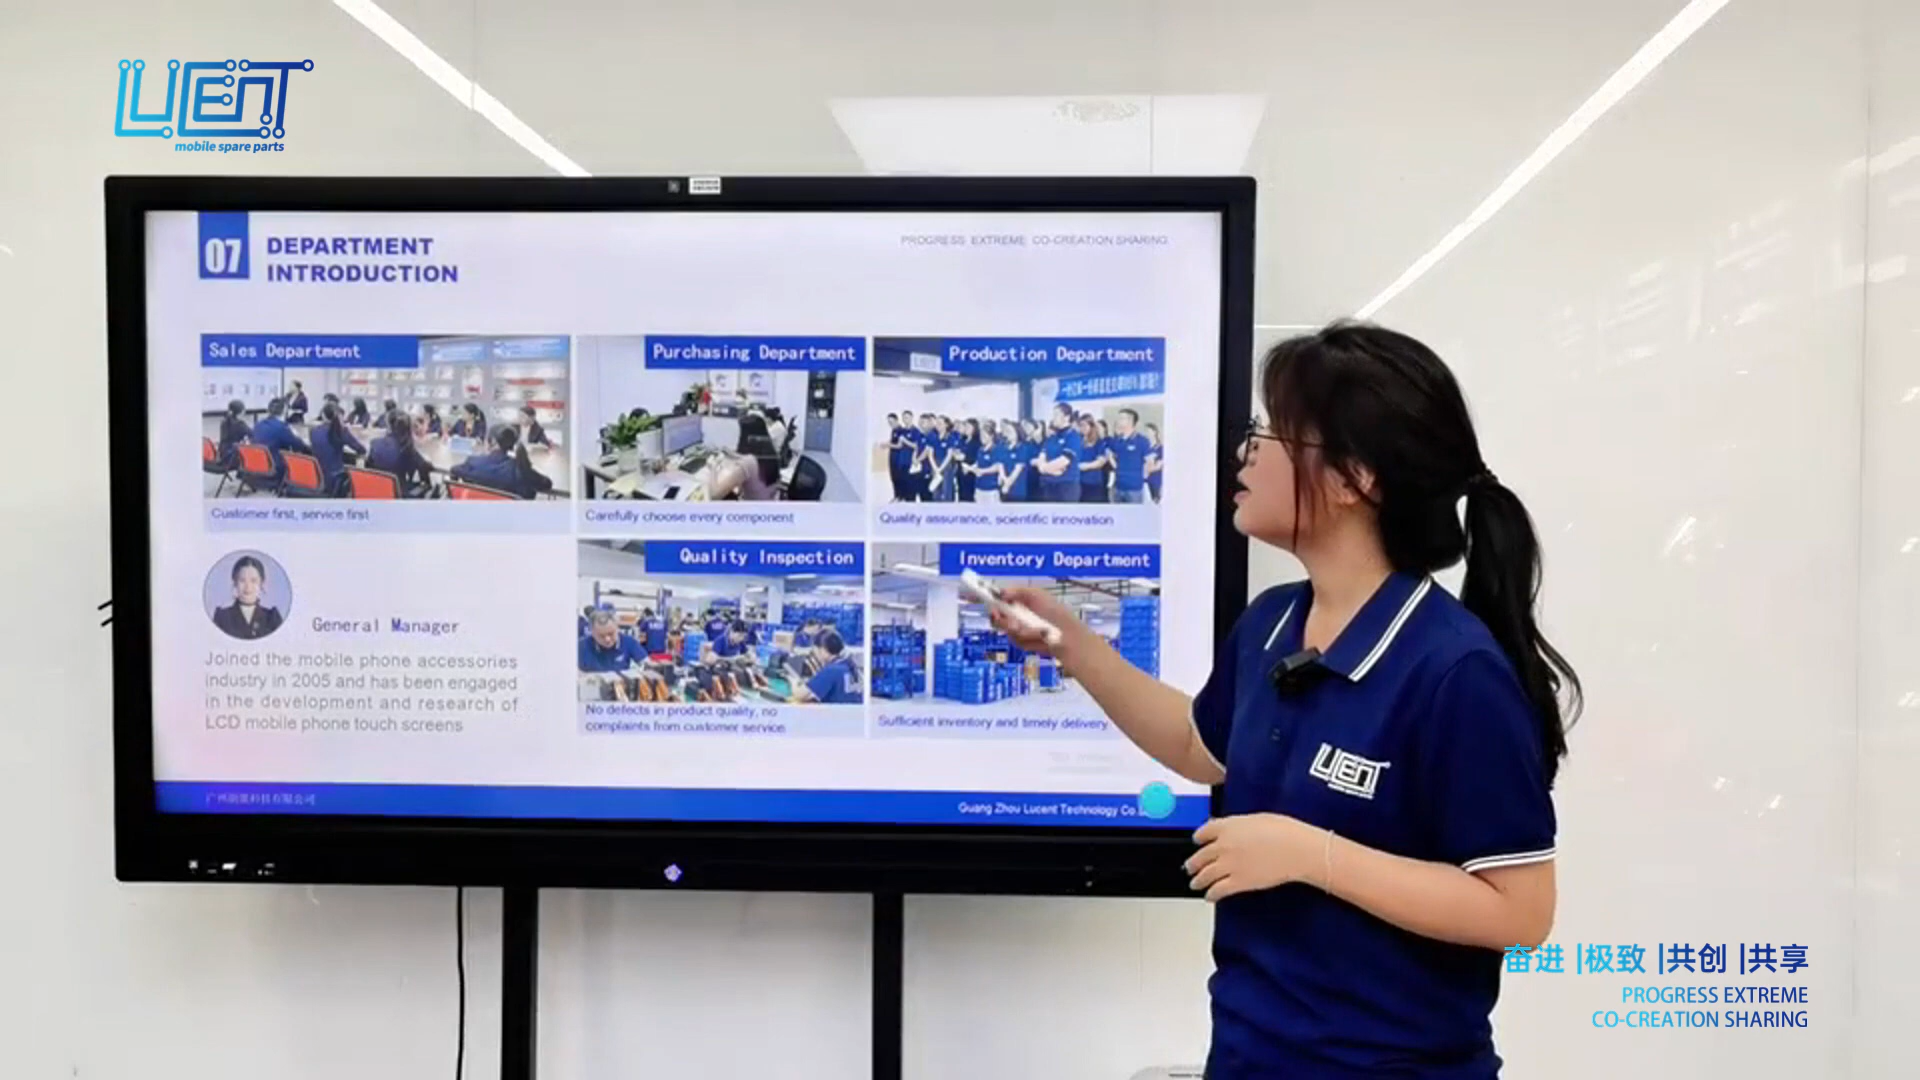 LUCENT
mobile spare parts
07
DEPARTMENT
INTRODUCTION
PROGRESS EXTREME CO-CREATION SHARING
Sales Department
Purchasing Department
Production Department
Customer first, service first
Carefully choose every component
Quality assurance, scientific innovation
Quality Inspection
Inventory Department
General Manager
Joined the mobile phone accessories
industry in 2005 and has been engaged
in the development and research of
LCD mobile phone touch screens
No defects in product quality, no
complaints from customer service
Sufficient inventory and timely delivery
Guang Zhou Lucent Technology Co.
LUCENT
奋进 |极致 |共创 |共享
PROGRESS EXTREME
CO-CREATION SHARING